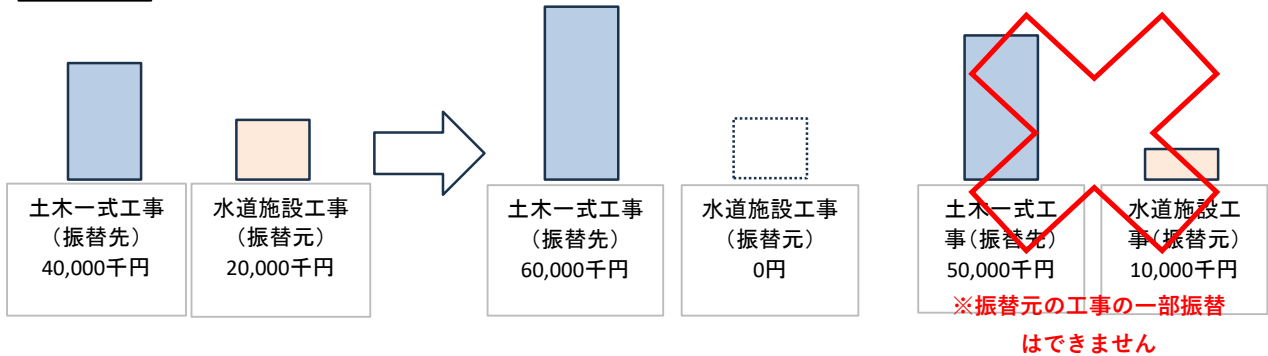 土木一式工事
（振替先）
40,000千円
水道施設工事
（振替元）
20,000千円
土木一式工事
（振替先）
60,000千円
水道施設工事
（振替元）
0円
土木一式工
事（振替先）
50,000千円
水道施設工
事（振替元）
10,000千円
※振替元の工事の一部振替
はできません